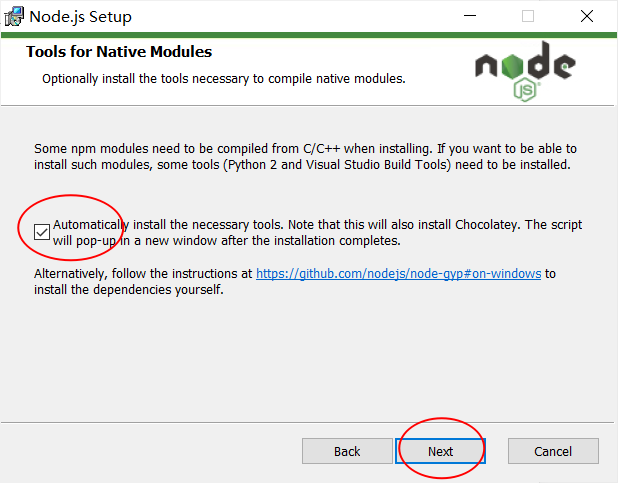 Node.js Setup
Tools for Native Modules
Optionally install the tools necessary to compile native modules.
node
JS
Some npm modules need to be compiled from C/C++ when installing. If you want to be able to
install such modules, some tools (Python 2 and Visual Studio Build Tools) need to be installed.
Automatically install the necessary tools. Note that this will also install Chocolatey. The script
will pop-up in a new window after the installation completes.
Alternatively, follow the instructions at https://github.com/nodejs/node-gyp#on-windows to
install the dependencies yourself.
Back
Next
Cancel